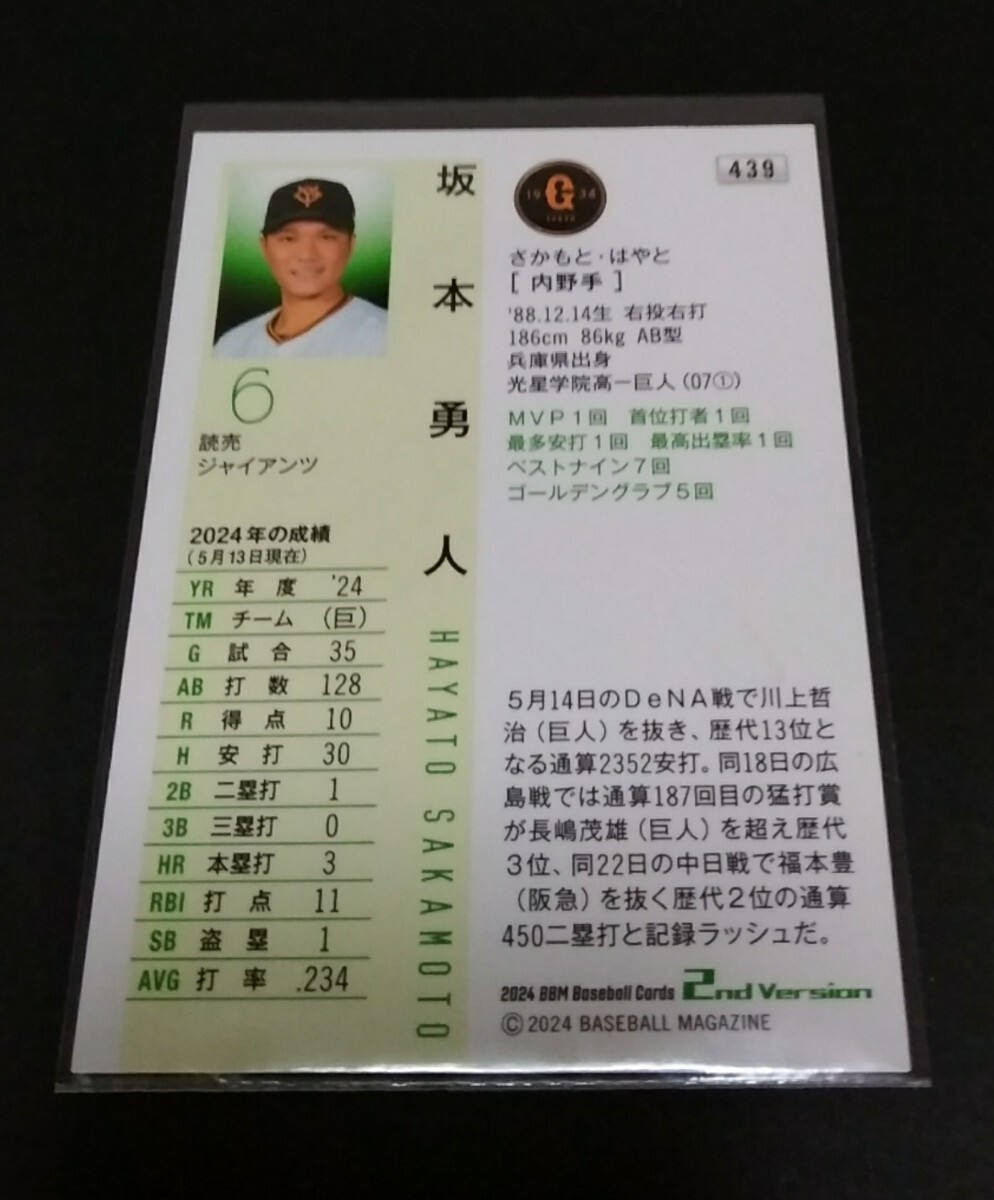 坂本勇人
HAYATO SAKAMOTO
6
読売
ジャイアンツ
2024年の成績
(5月13日現在)
YR 年度 '24
TM チーム (巨)
G 試合 35
AB 打数 128
R 得点 10
H 安打 30
2B 二塁打 1
3B 三塁打 0
HR 本塁打 3
RBI 打点 11
SB 盗塁 1
AVG 打率 .234
19 G 34
TOKYO
439
さかもと・はやと
[内野手]
'88.12.14生 右投右打
186cm 86kg AB型
兵庫県出身
光星学院高ー巨人(07①)
MVP1回 首位打者1回
最多安打1回 最高出塁率1回
ベストナイン7回
ゴールデングラブ5回
5月14日のDeNA戦で川上哲
治(巨人)を抜き、歴代13位と
なる通算2352安打。同18日の広
島戦では通算187回目の猛打賞
が長嶋茂雄(巨人)を超え歴代
3位、同22日の中日戦で福本豊
(阪急)を抜く歴代2位の通算
450二塁打と記録ラッシュだ。
2024 BBM Baseball Cards 2nd Version
©2024 BASEBALL MAGAZINE